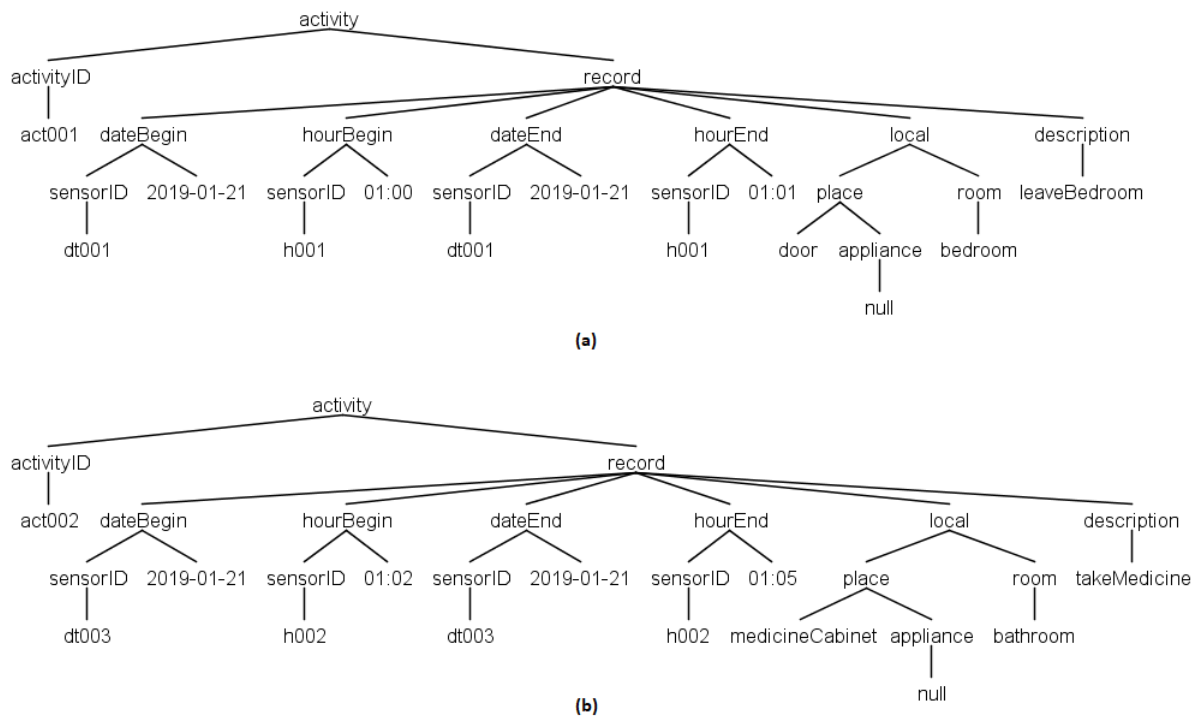 activity
activityID record
act001 dateBegin hourBegin dateEnd hourEnd local description
sensorID 2019-01-21 sensorID 01:00 sensorID 2019-01-21 sensorID 01:01 place room leaveBedroom
dt001 h001 dt001 h001 door appliance bedroom
null
(a)
activity
activityID record
act002 dateBegin hourBegin dateEnd hourEnd local description
sensorID 2019-01-21 sensorID 01:02 sensorID 2019-01-21 sensorID 01:05 place room takeMedicine
dt003 h002 dt003 h002 medicineCabinet appliance bathroom
null
(b)